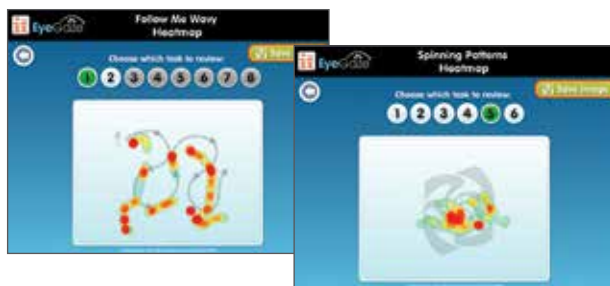 Follow Me Wavy
Heatmap
EyeGaze
Choose which task to review:
Save
1 2 3 4 5 6 7 8
Spinning Patterns
Heatmap
EyeGaze
Choose which task to review:
Save Image
1 2 3 4 5 6